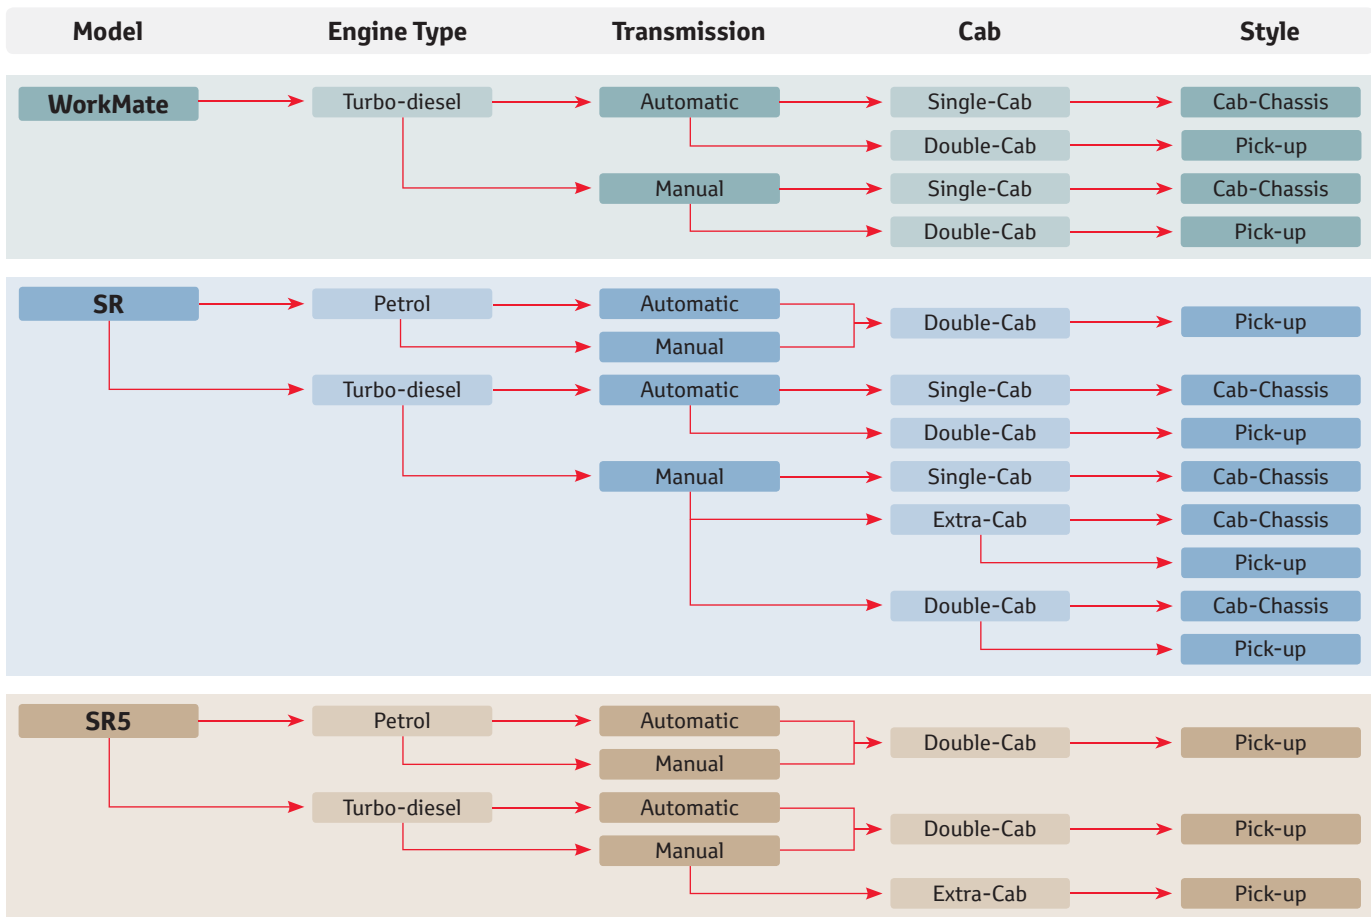 Model Engine Type Transmission Cab Style
WorkMate Turbo-diesel Automatic Single-Cab Cab-Chassis
Double-Cab Pick-up
Manual Single-Cab Cab-Chassis
Double-Cab Pick-up
SR Petrol Automatic
Double-Cab Pick-up
Manual
Turbo-diesel Automatic Single-Cab Cab-Chassis
Double-Cab Pick-up
Manual Single-Cab Cab-Chassis
Extra-Cab Cab-Chassis
Pick-up
Double-Cab Cab-Chassis
Pick-up
SR5 Petrol Automatic
Double-Cab Pick-up
Manual
Turbo-diesel Automatic
Double-Cab Pick-up
Manual
Extra-Cab Pick-up